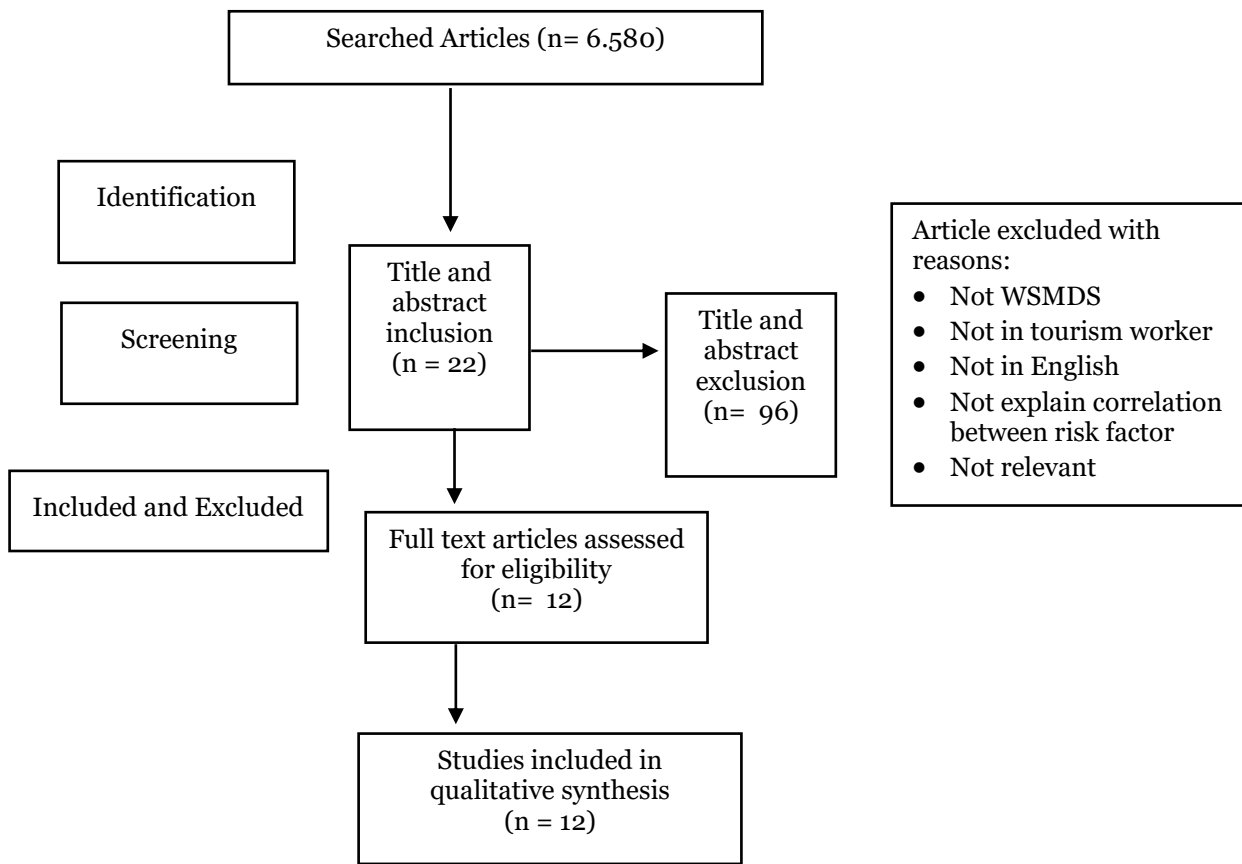 Searched Articles (n= 6.580)
Identification
Screening
Included and Excluded
Title and
abstract
inclusion
(n = 22)
Title and
abstract
exclusion
(n=  96)
Article excluded with
reasons:
• Not WSMDS
• Not in tourism worker
• Not in English
• Not explain correlation
between risk factor
• Not relevant
Full text articles assessed
for eligibility
(n=  12)
Studies included in
qualitative synthesis
(n = 12)